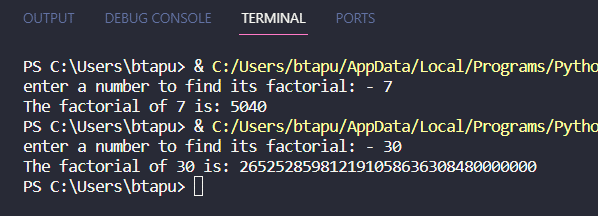 OUTPUT DEBUG CONSOLE TERMINAL PORTS
PS C:\Users\btapu> & C:/Users/btapu/AppData/Local/Programs/Pytho
enter a number to find its factorial: - 7
The factorial of 7 is: 5040
PS C:\Users\btapu> & C:/Users/btapu/AppData/Local/Programs/Pytho
enter a number to find its factorial: - 30
The factorial of 30 is: 265252859812191058636308480000000
PS C:\Users\btapu>